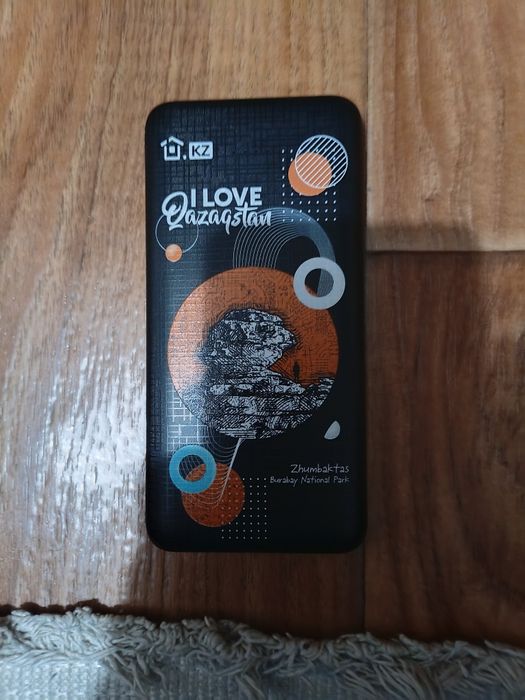 .KZ
I LOVE
Qazaqstan
Zhumbaktas
Burabay National Park